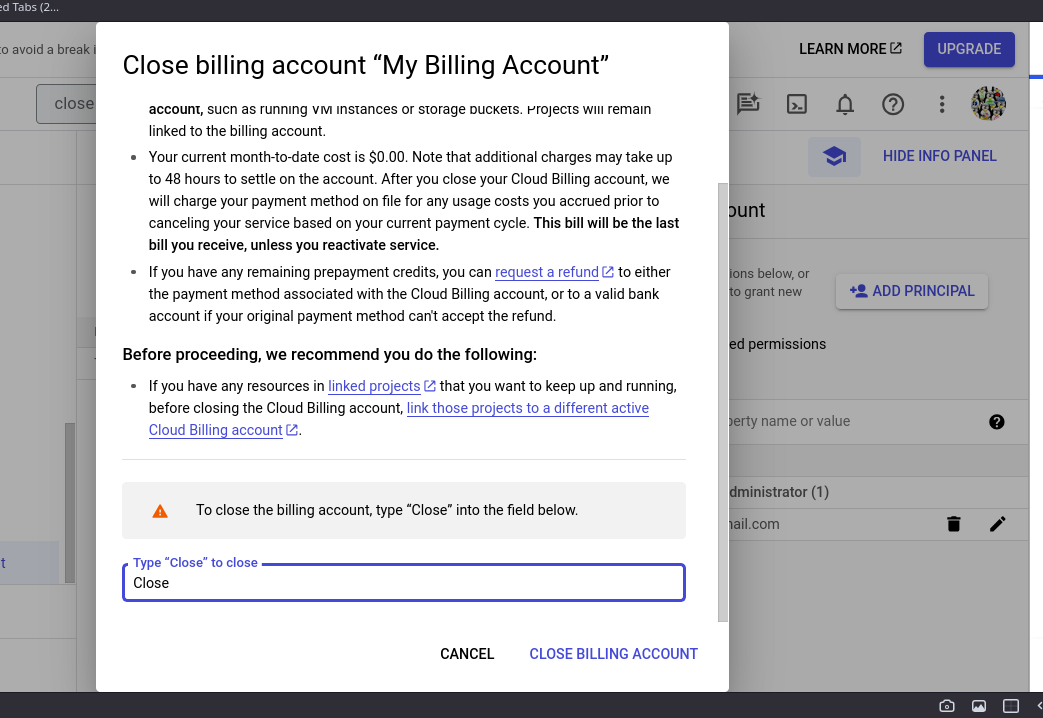 ed Tabs (2...
to avoid a break i
LEARN MORE
UPGRADE
close
HIDE INFO PANEL
ount
ions below, or
to grant new
ADD PRINCIPAL
ed permissions
perty name or value
dministrator (1)
nail.com
t
Close billing account “My Billing Account”
account, such as running VM instances or storage buckets. Projects will remain
linked to the billing account.
• Your current month-to-date cost is $0.00. Note that additional charges may take up
to 48 hours to settle on the account. After you close your Cloud Billing account, we
will charge your payment method on file for any usage costs you accrued prior to
canceling your service based on your current payment cycle. This bill will be the last
bill you receive, unless you reactivate service.
• If you have any remaining prepayment credits, you can request a refund to either
the payment method associated with the Cloud Billing account, or to a valid bank
account if your original payment method can't accept the refund.
Before proceeding, we recommend you do the following:
• If you have any resources in linked projects that you want to keep up and running,
before closing the Cloud Billing account, link those projects to a different active
Cloud Billing account.
To close the billing account, type “Close” into the field below.
Type “Close” to close
Close
CANCEL
CLOSE BILLING ACCOUNT